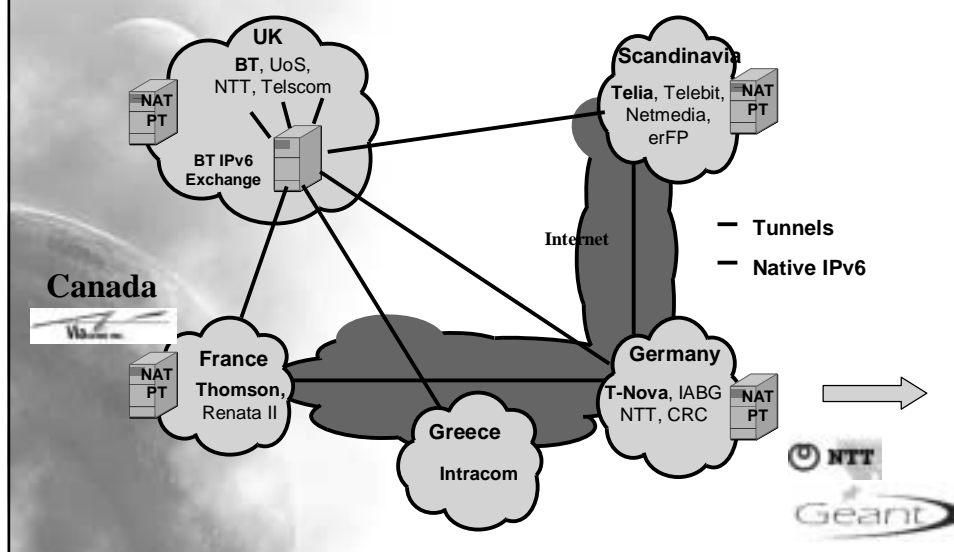 UK
BT, UoS,
NTT, Telscom
NAT
PT
BT IPv6
Exchange
Scandinavia
Telia, Telebit,
Netmedia,
erFP
NAT
PT
Internet
Tunnels
Native IPv6
Canada
France
Thomson,
Renata II
NAT
PT
Greece
Intracom
Germany
T-Nova, IABG
NTT, CRC
NAT
PT
NTT
Geant